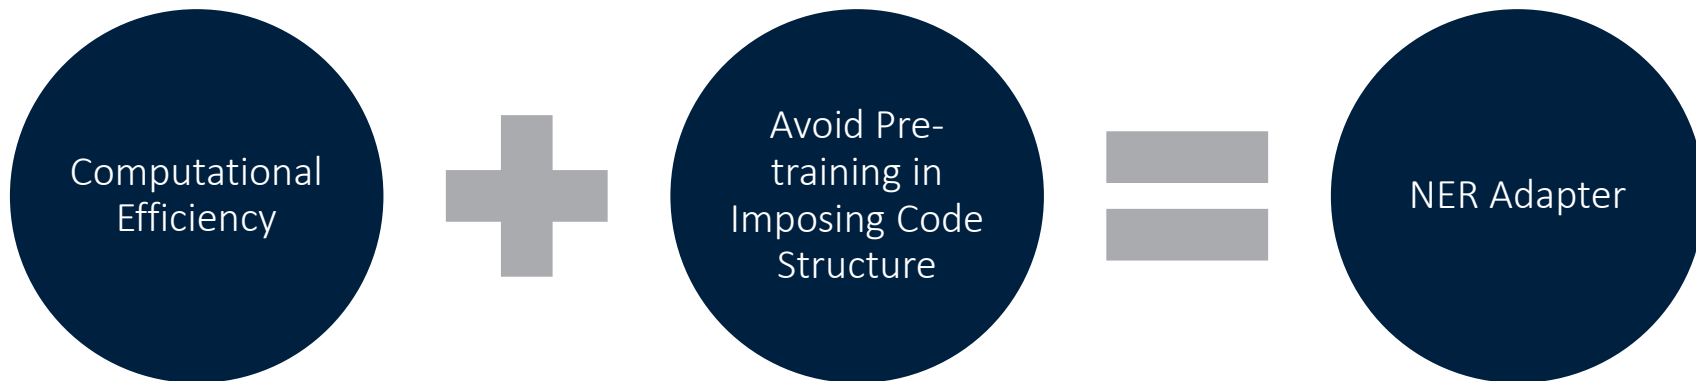 Computational
Efficiency
Avoid Pre-
training in
Imposing Code
Structure
NER Adapter